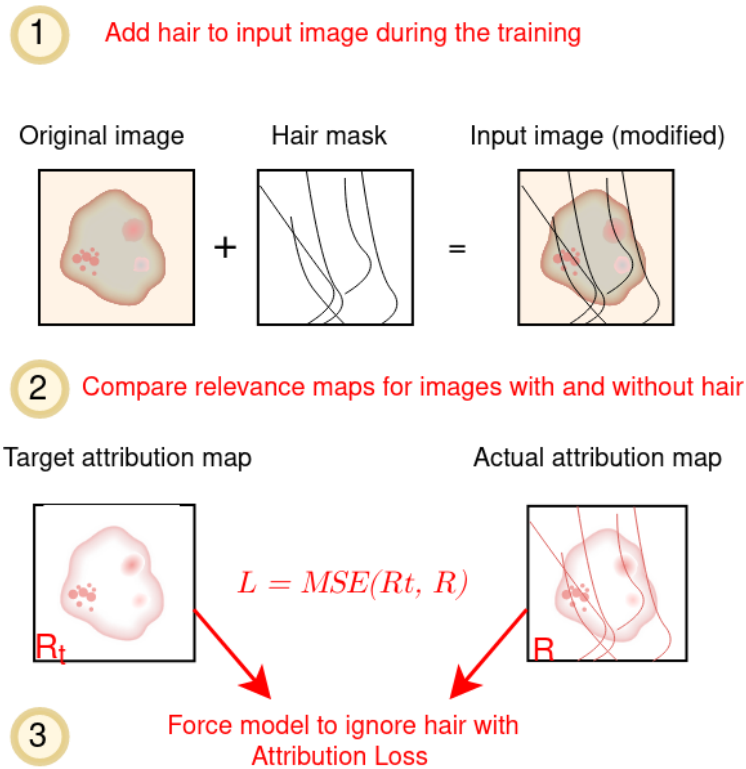 1
Add hair to input image during the training
Original image
Hair mask
Input image (modified)
+
=
2
Compare relevance maps for images with and without hair
Target attribution map
Actual attribution map
L = MSE(Rt, R)
Rt
R
3
Force model to ignore hair with
Attribution Loss